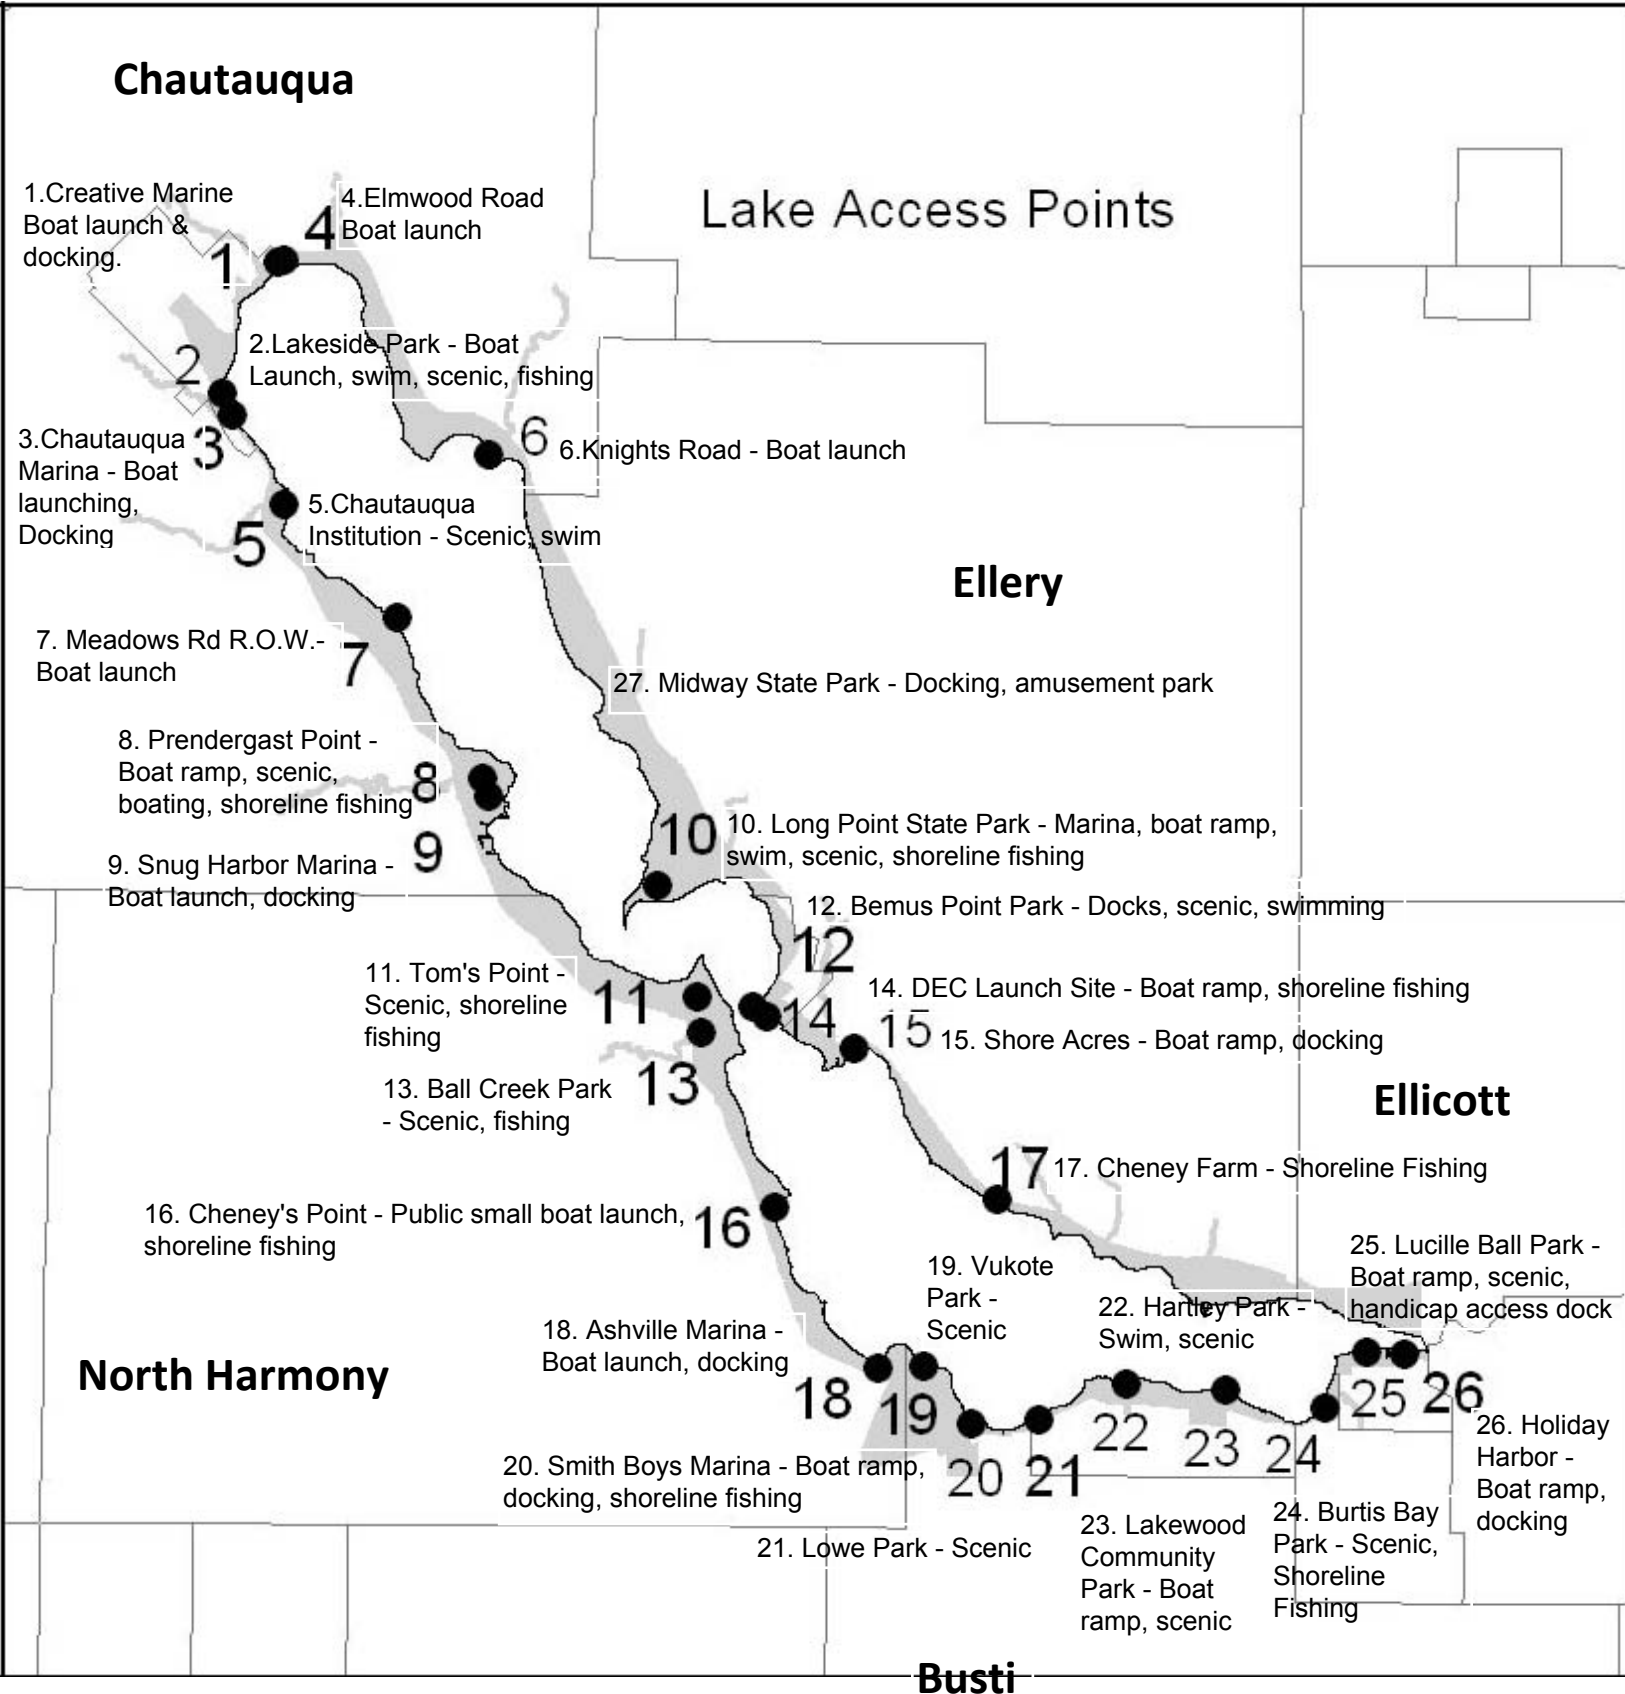 Chautauqua
1.Creative Marine
Boat launch &
docking.
4.Elmwood Road
Boat launch
Lake Access Points
4
1
2
2.Lakeside Park - Boat
Launch, swim, scenic, fishing
3.Chautauqua
Marina - Boat
launching,
Docking
3
6
6.Knights Road - Boat launch
5.Chautauqua
Institution - Scenic, swim
5
Ellery
7. Meadows Rd R.O.W.-
Boat launch
7
27. Midway State Park - Docking, amusement park
8. Prendergast Point -
Boat ramp, scenic,
boating, shoreline fishing
8
9. Snug Harbor Marina -
Boat launch, docking
9
10
10. Long Point State Park - Marina, boat ramp,
swim, scenic, shoreline fishing
12. Bemus Point Park - Docks, scenic, swimming
12
11. Tom's Point -
Scenic, shoreline
fishing
11
14. DEC Launch Site - Boat ramp, shoreline fishing
14
15
15. Shore Acres - Boat ramp, docking
13. Ball Creek Park
- Scenic, fishing
13
Ellicott
17
17. Cheney Farm - Shoreline Fishing
16. Cheney's Point - Public small boat launch,
shoreline fishing
16
19. Vukote
Park -
Scenic
22. Hartley Park -
Swim, scenic
25. Lucille Ball Park -
Boat ramp, scenic,
handicap access dock
18. Ashville Marina -
Boat launch, docking
North Harmony
18
19
20
21
22
23
24
25
26
20. Smith Boys Marina - Boat ramp,
docking, shoreline fishing
26. Holiday
Harbor -
Boat ramp,
docking
21. Lowe Park - Scenic
23. Lakewood
Community
Park - Boat
ramp, scenic
24. Burtis Bay
Park - Scenic,
Shoreline
Fishing
Busti